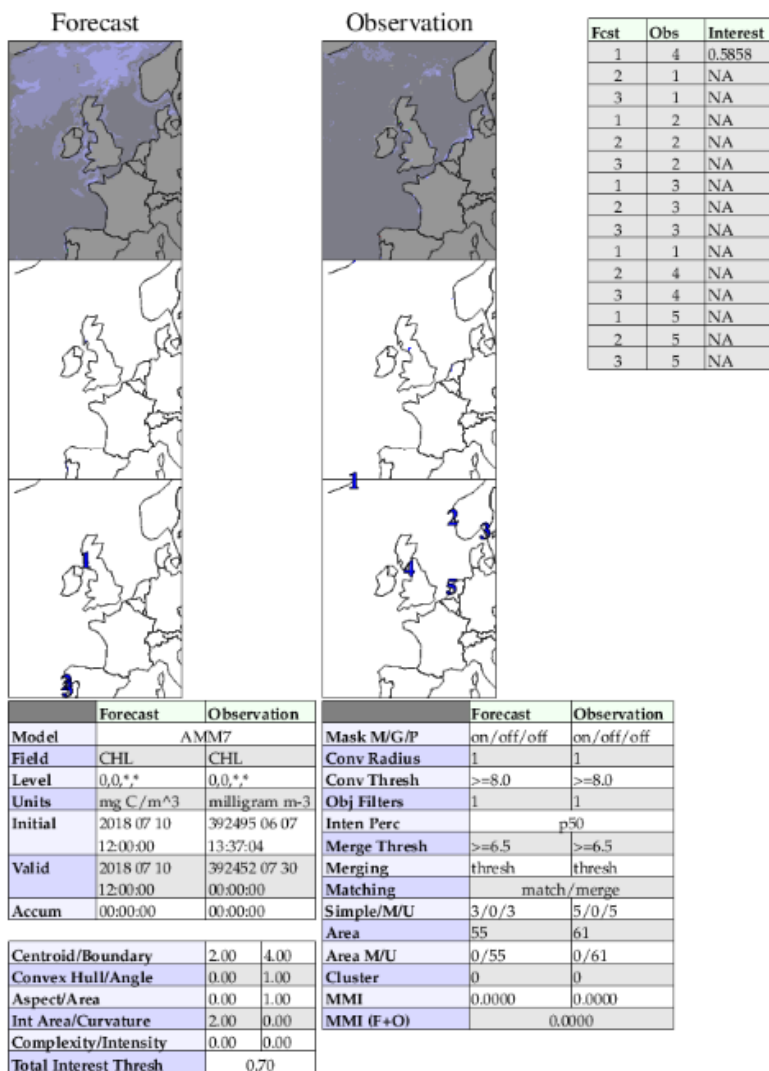 Forecast
Observation
Fcst Obs Interest
1 4 0.5858
2 1 NA
3 1 NA
1 2 NA
2 2 NA
3 2 NA
1 3 NA
2 3 NA
3 3 NA
1 1 NA
2 4 NA
3 4 NA
1 5 NA
2 5 NA
3 5 NA
1
1
2
3
1
4
5
3
Forecast Observation
Model AMM7
Field CHL CHL
Level 0,0,*,* 0,0,*,*
Units mg C/m^3 milligram m-3
Initial 2018 07 10 392495 06 07
12:00:00 13:37:04
Valid 2018 07 10 392452 07 30
12:00:00 00:00:00
Accum 00:00:00 00:00:00
Forecast Observation
Mask M/G/P on/off/off on/off/off
Conv Radius 1 1
Conv Thresh >=8.0 >=8.0
Obj Filters 1 1
Inten Perc p50
Merge Thresh >=6.5 >=6.5
Merging thresh thresh
Matching match/merge
Simple/M/U 3/0/3 5/0/5
Area 55 61
Area M/U 0/55 0/61
Cluster 0 0
MMI 0.0000 0.0000
MMI (F+O) 0.0000
Centroid/Boundary 2.00 4.00
Convex Hull/Angle 0.00 1.00
Aspect/Area 0.00 1.00
Int Area/Curvature 2.00 0.00
Complexity/Intensity 0.00 0.00
Total Interest Thresh 0.70